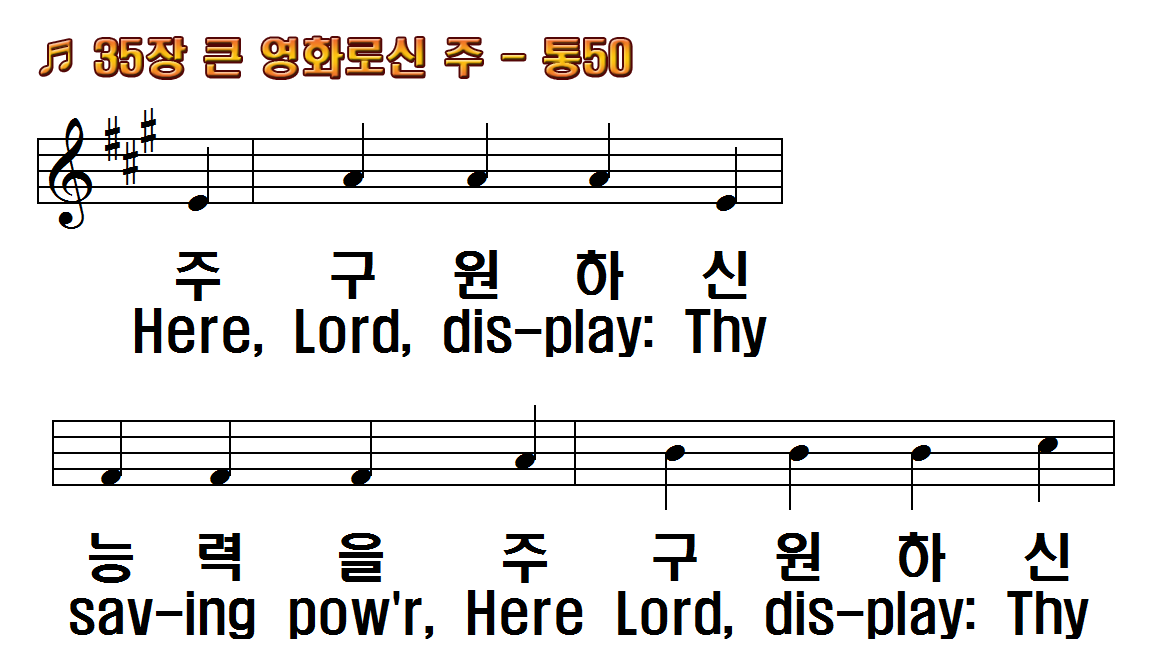 35장 큰 영화로신 주 - 통50
주 구 원 하 신
Here, Lord, dis-play: Thy
능 력 을 주 구 원 하 신
sav-ing pow'r, Here Lord, dis-play: Thy